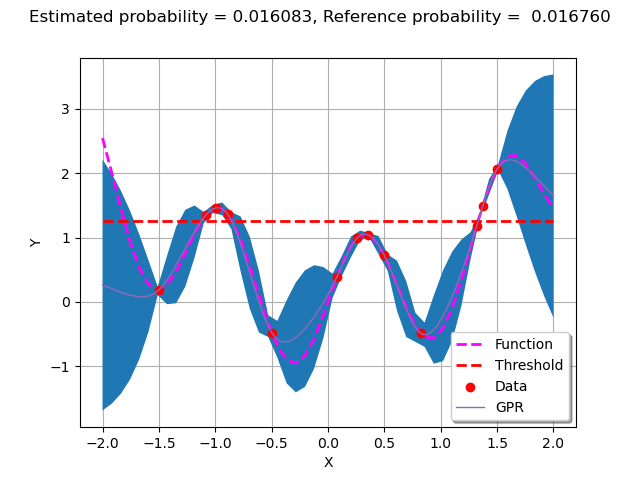 Estimated probability = 0.016083, Reference probability =  0.016760
3
2
1
0
−1
Y
−2.0 −1.5 −1.0 −0.5 0.0 0.5 1.0 1.5 2.0
X
Function
Threshold
Data
GPR